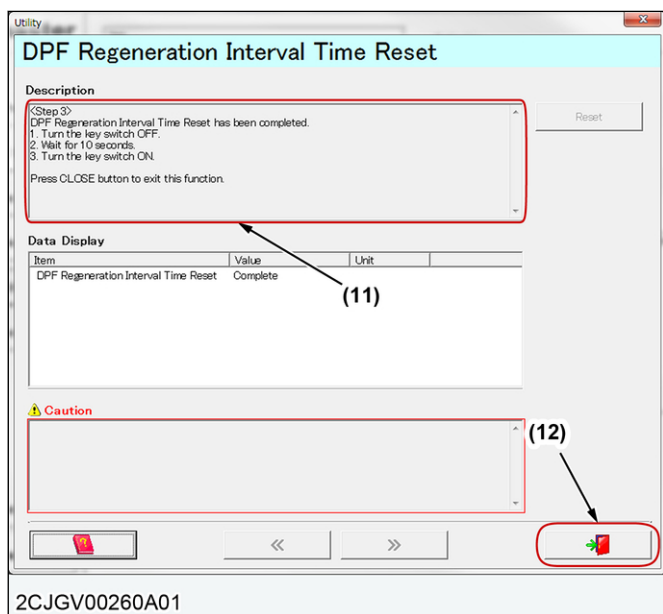 Utility
DPF Regeneration Interval Time Reset
Description
<Step 3>
DPF Regeneration Interval Time Reset has been completed.
1. Turn the key switch OFF.
2. Wait for 10 seconds.
3. Turn the key switch ON.
Press CLOSE button to exit this function.
Reset
Data Display
Item Value Unit
DPF Regeneration Interval Time Reset Complete
(11)
Caution
(12)
2CJGV00260A01